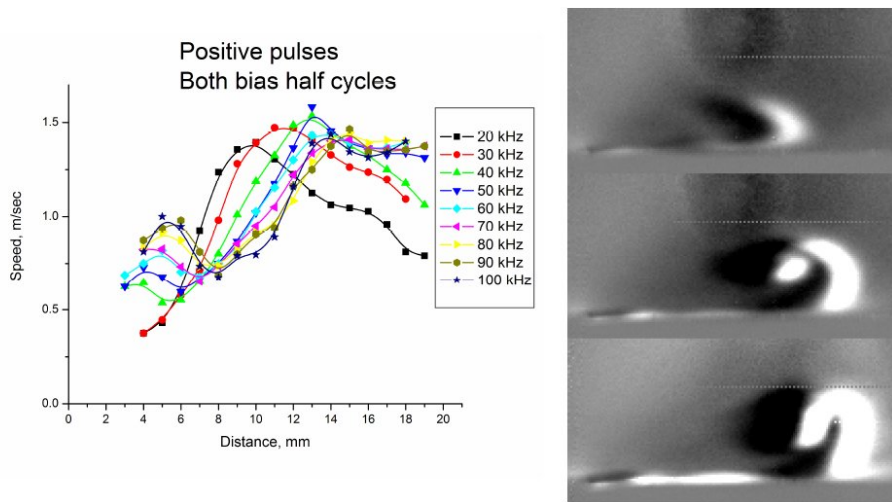 Positive pulses
Both bias half cycles
Speed, m/sec
1.5
1.0
0.5
0.0
0 2 4 6 8 10 12 14 16 18 20
Distance, mm
20 kHz
30 kHz
40 kHz
50 kHz
60 kHz
70 kHz
80 kHz
90 kHz
100 kHz